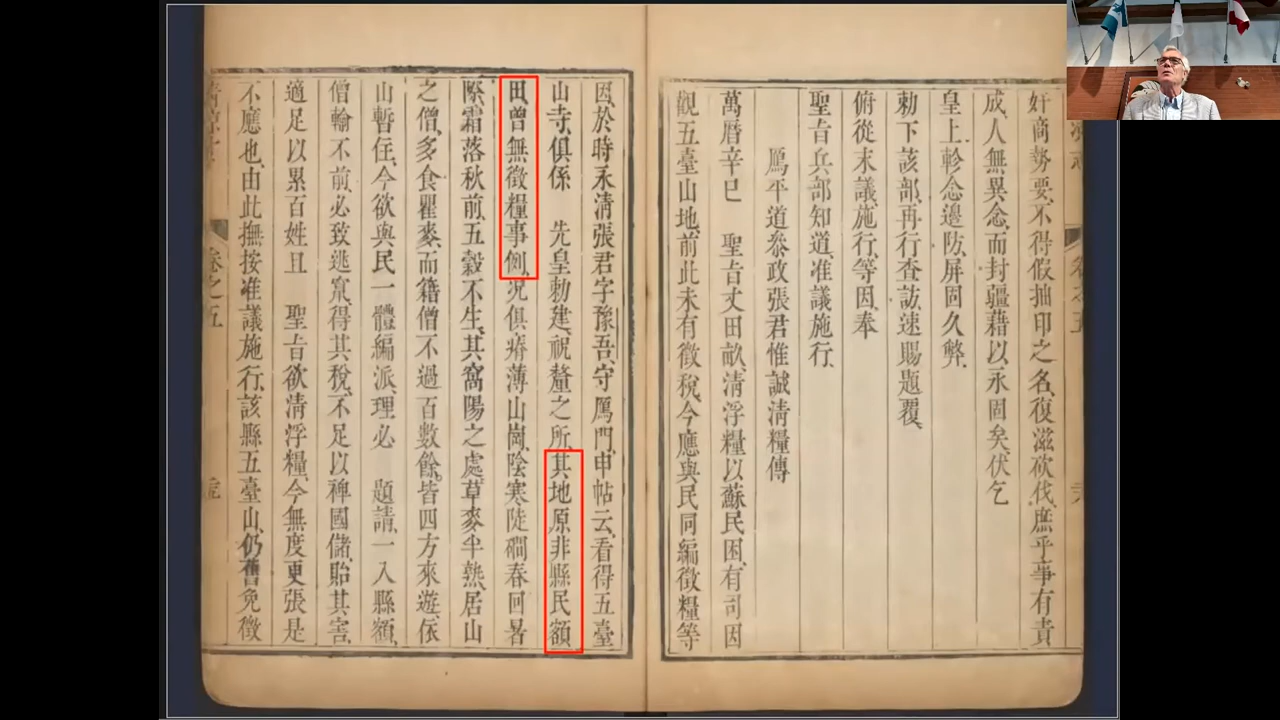 奸商勢要、不得假抽印之名、復滋砍伐、庶乎事有責
成、人無異念、而封疆藉以永固矣、伏乞
皇上軫念邊防、屏固久弊、
勅下該部、再行查訪、速賜題覆、
俯從末議、施行等因、奉
聖旨兵部知道、准議施行、
鴈平道叅政張君惟誠清糧傳
萬曆辛巳 聖旨丈田畝、清浮糧以蘇民困、有司因
觀五臺山地、前此未有徵稅、今應與民同編徵糧等
因、於時永清張君字豫吾、守鴈門、申帖云、看得五臺
山寺、俱係 先皇勅建、祝釐之所、其地原非縣民額
田、曾無徵糧事例、況俱瘠薄山崗、陰寒陡磵、春回暑
際、霜落秋前、五穀不生、其窩陽之處、草麥半熟、居山
之僧、多食瞿麥、而籍僧不過百數餘、皆四方來遊、依
山暫住、今欲與民一體編派、理必 題請、一入縣額、
僧輸不前、必致逃竄、得其稅、不足以裨國儲、貽其害、
適足以累百姓、且 聖旨欲清浮糧、今無度更張、是
不應也、由此撫按准議施行、該縣五臺山、仍舊免徵
卷之五